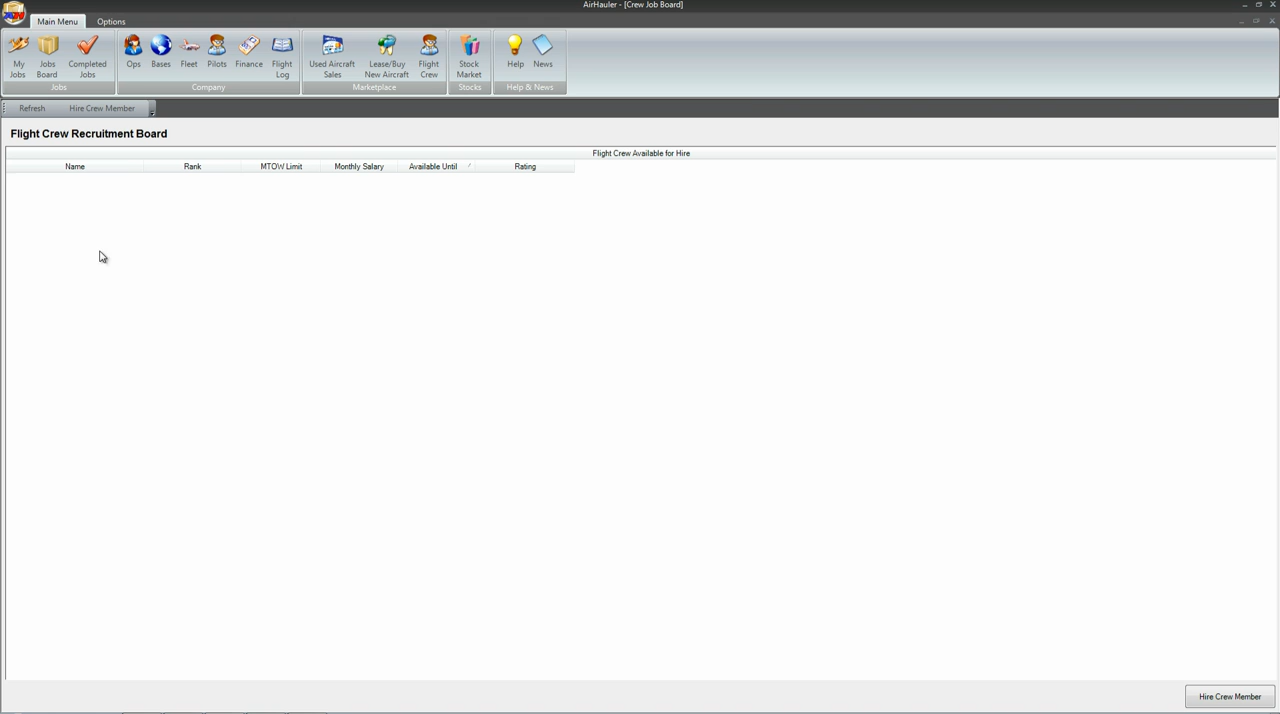 AirHauler - [Crew Job Board]
Main Menu Options
My Jobs
Jobs Board
Completed Jobs
Ops
Bases
Fleet
Pilots
Finance
Flight Log
Used Aircraft Sales
Lease/Buy New Aircraft
Flight Crew
Stock Market
Help
News
Jobs Company Marketplace Stocks Help & News
Refresh Hire Crew Member
Flight Crew Recruitment Board
Flight Crew Available for Hire
Name Rank MTOW Limit Monthly Salary Available Until Rating
Hire Crew Member